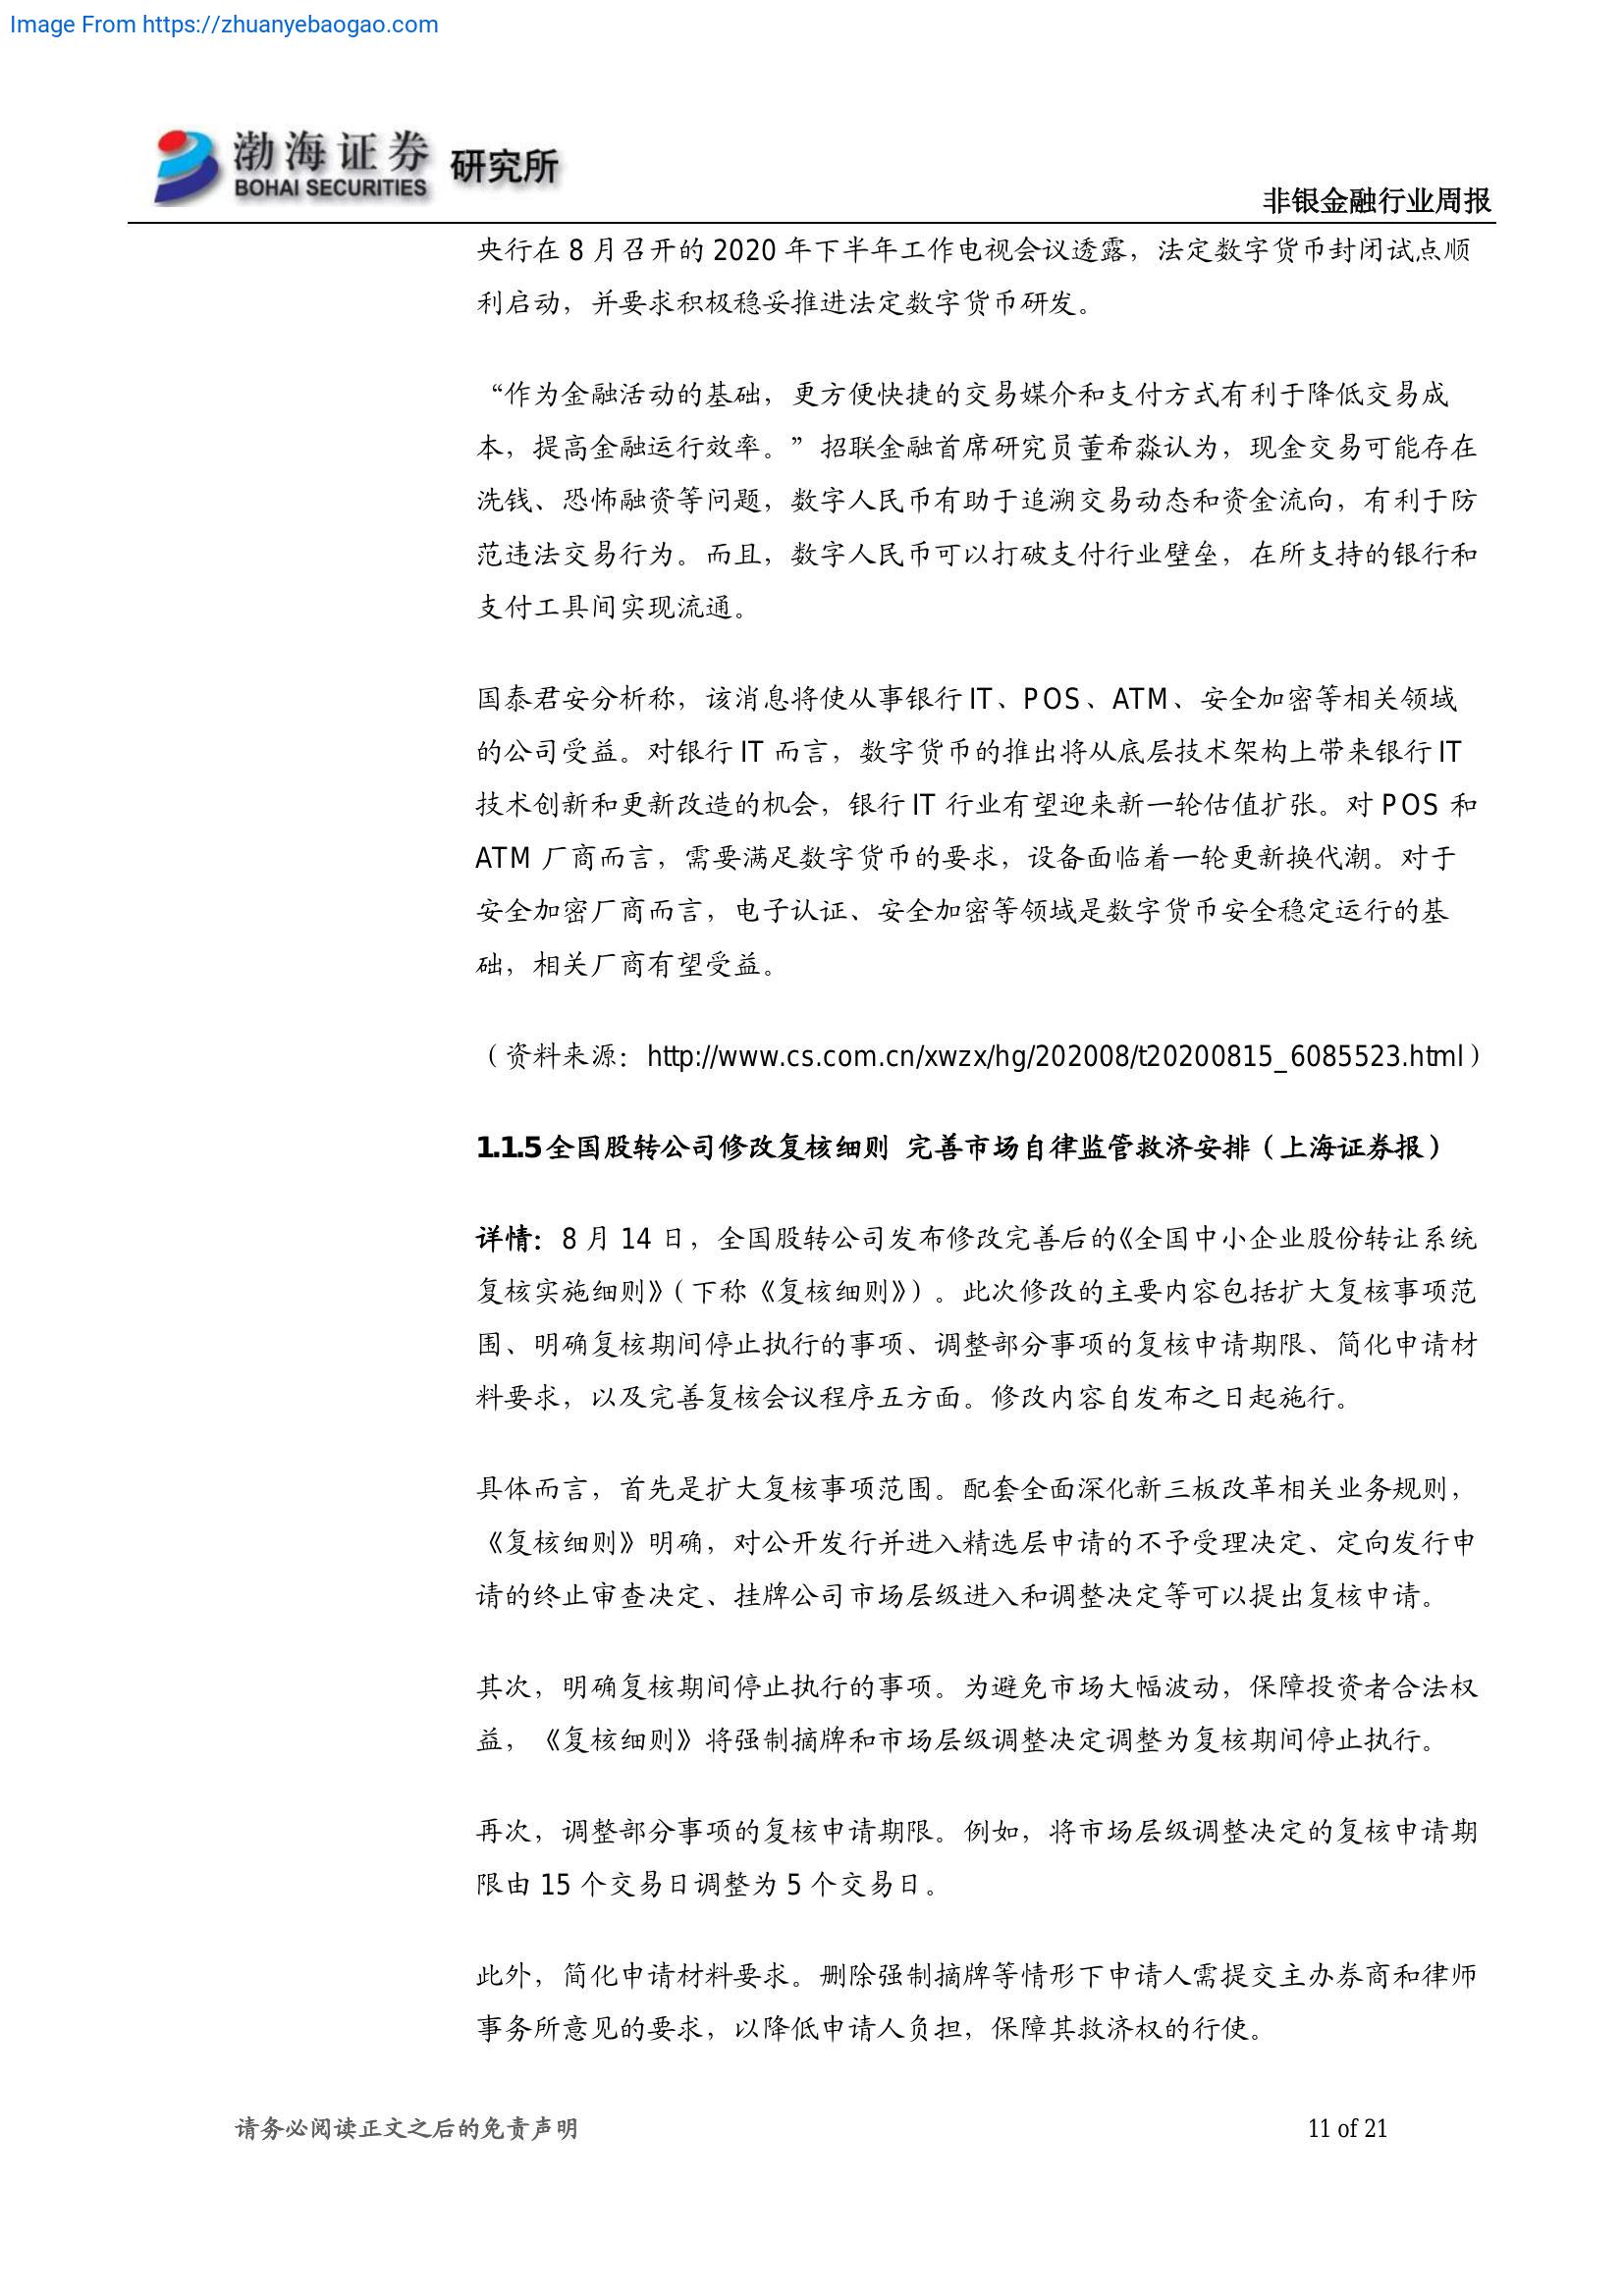 Image From https://zhuanyebaogao.com
渤海证券 研究所
BOHAI SECURITIES
非银金融行业周报
央行在 8 月召开的 2020 年下半年工作电视会议透露，法定数字货币封闭试点顺
利启动，并要求积极稳妥推进法定数字货币研发。
“作为金融活动的基础，更方便快捷的交易媒介和支付方式有利于降低交易成
本，提高金融运行效率。”招联金融首席研究员董希淼认为，现金交易可能存在
洗钱、恐怖融资等问题，数字人民币有助于追溯交易动态和资金流向，有利于防
范违法交易行为。而且，数字人民币可以打破支付行业壁垒，在所支持的银行和
支付工具间实现流通。
国泰君安分析称，该消息将使从事银行 IT、POS、ATM、安全加密等相关领域
的公司受益。对银行 IT 而言，数字货币的推出将从底层技术架构上带来银行 IT
技术创新和更新改造的机会，银行 IT 行业有望迎来新一轮估值扩张。对 POS 和
ATM 厂商而言，需要满足数字货币的要求，设备面临着一轮更新换代潮。对于
安全加密厂商而言，电子认证、安全加密等领域是数字货币安全稳定运行的基
础，相关厂商有望受益。
（资料来源：http://www.cs.com.cn/xwzx/hg/202008/t20200815_6085523.html）
1.1.5 全国股转公司修改复核细则 完善市场自律监管救济安排（上海证券报）
详情：8 月 14 日，全国股转公司发布修改完善后的《全国中小企业股份转让系统
复核实施细则》（下称《复核细则》）。此次修改的主要内容包括扩大复核事项范
围、明确复核期间停止执行的事项、调整部分事项的复核申请期限、简化申请材
料要求，以及完善复核会议程序五方面。修改内容自发布之日起施行。
具体而言，首先是扩大复核事项范围。配套全面深化新三板改革相关业务规则，
《复核细则》明确，对公开发行并进入精选层申请的不予受理决定、定向发行申
请的终止审查决定、挂牌公司市场层级进入和调整决定等可以提出复核申请。
其次，明确复核期间停止执行的事项。为避免市场大幅波动，保障投资者合法权
益，《复核细则》将强制摘牌和市场层级调整决定调整为复核期间停止执行。
再次，调整部分事项的复核申请期限。例如，将市场层级调整决定的复核申请期
限由 15 个交易日调整为 5 个交易日。
此外，简化申请材料要求。删除强制摘牌等情形下申请人需提交主办券商和律师
事务所意见的要求，以降低申请人负担，保障其救济权的行使。
请务必阅读正文之后的免责声明
11 of 21